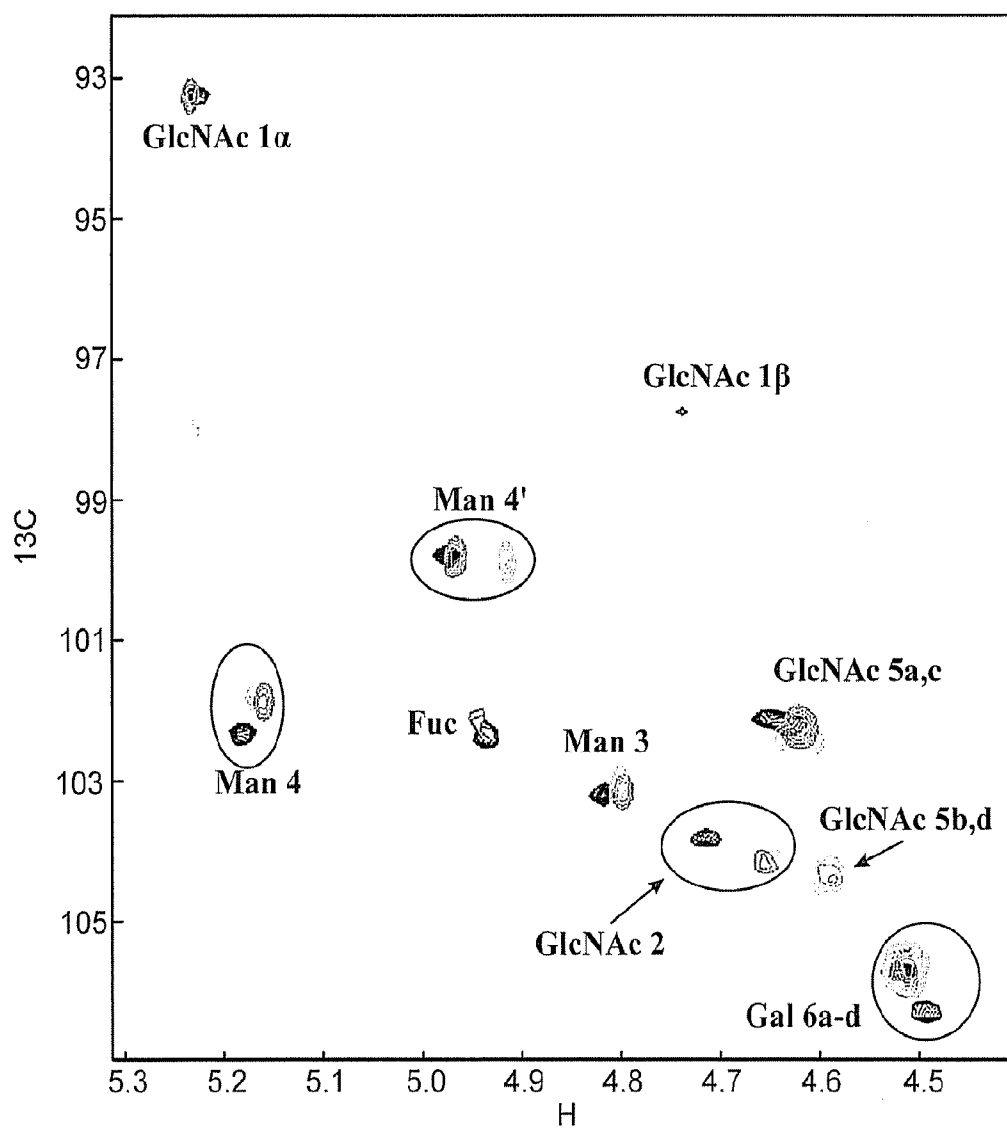 93
GlcNAc 1α
95
97
GlcNAc 1β
99
Man 4'
13C
101
GlcNAc 5a,c
Fuc
Man 3
Man 4
103
GlcNAc 5b,d
105
GlcNAc 2
Gal 6a-d
5.3 5.2 5.1 5.0 4.9 4.8 4.7 4.6 4.5
H